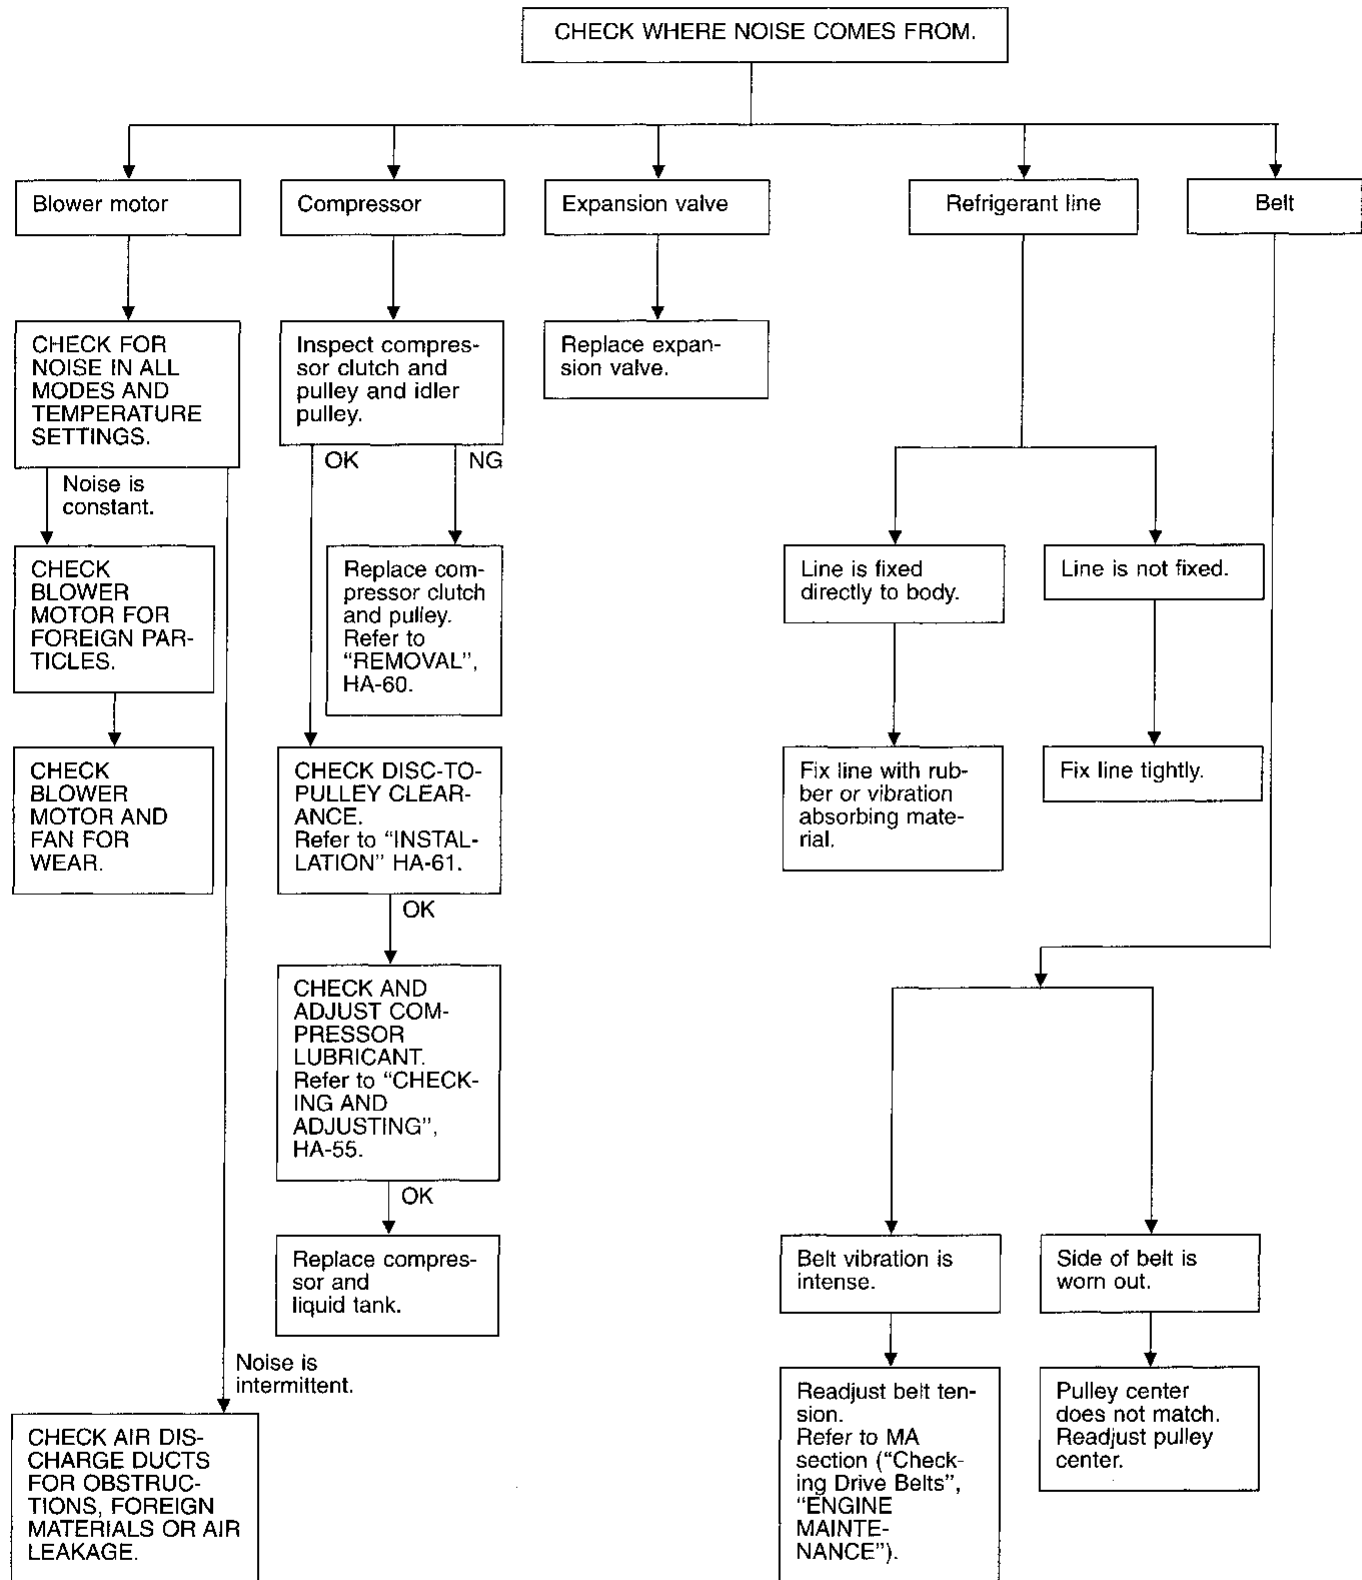 CHECK WHERE NOISE COMES FROM.
Blower motor
Compressor
Expansion valve
Refrigerant line
Belt
CHECK FOR
NOISE IN ALL
MODES AND
TEMPERATURE
SETTINGS.
Inspect compres-
sor clutch and
pulley and idler
pulley.
Replace expan-
sion valve.
OK
NG
Noise is
constant.
CHECK
BLOWER
MOTOR FOR
FOREIGN PAR-
TICLES.
Replace com-
pressor clutch
and pulley.
Refer to
“REMOVAL”,
HA-60.
Line is fixed
directly to body.
Line is not fixed.
CHECK
BLOWER
MOTOR AND
FAN FOR
WEAR.
CHECK DISC-TO-
PULLEY CLEAR-
ANCE.
Refer to “INSTAL-
LATION” HA-61.
Fix line with rub-
ber or vibration
absorbing mate-
rial.
Fix line tightly.
OK
CHECK AND
ADJUST COM-
PRESSOR
LUBRICANT.
Refer to “CHECK-
ING AND
ADJUSTING”,
HA-55.
OK
Replace compres-
sor and
liquid tank.
Belt vibration is
intense.
Side of belt is
worn out.
Noise is
intermittent.
CHECK AIR DIS-
CHARGE DUCTS
FOR OBSTRUC-
TIONS, FOREIGN
MATERIALS OR AIR
LEAKAGE.
Readjust belt ten-
sion.
Refer to MA
section (“Check-
ing Drive Belts”,
“ENGINE
MAINTE-
NANCE”).
Pulley center
does not match.
Readjust pulley
center.